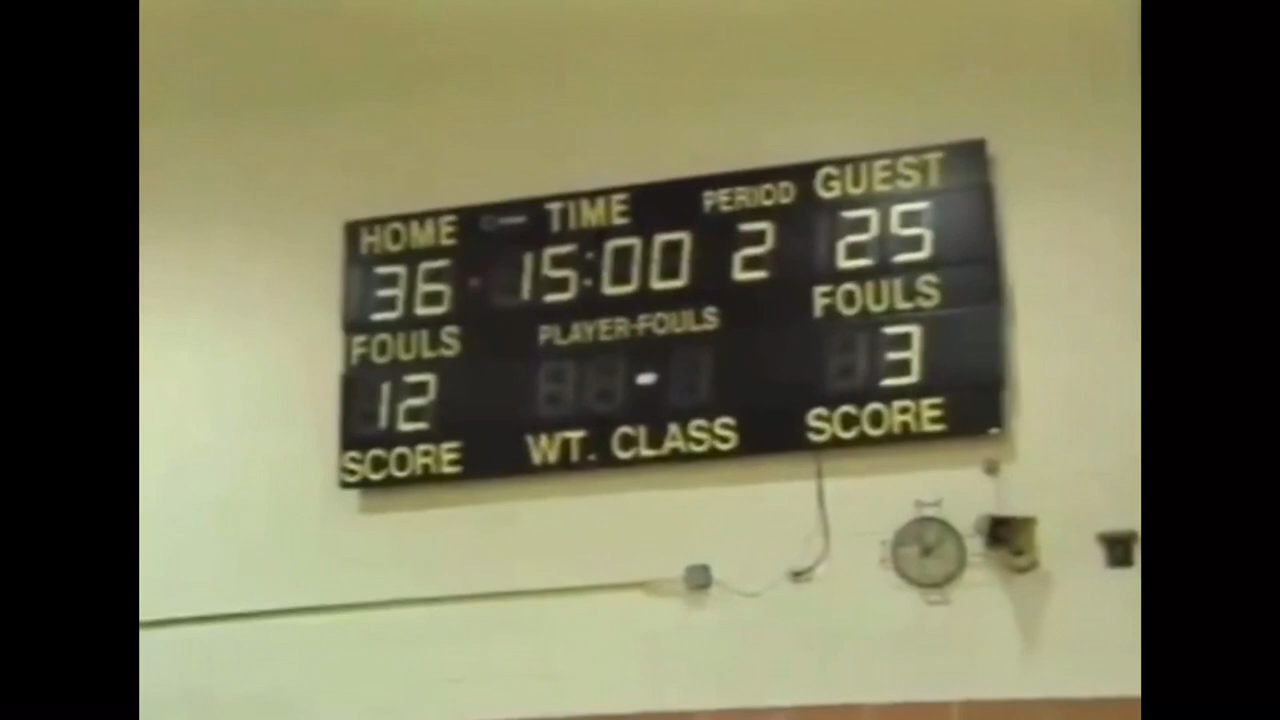 HOME TIME PERIOD GUEST
36 15:00 2 25
FOULS PLAYER-FOULS FOULS
12 - 3
SCORE WT. CLASS SCORE